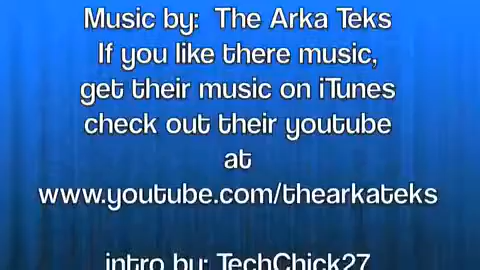 Music by:  The Arka Teks
If you like there music,
get their music on iTunes
check out their youtube
at
www.youtube.com/thearkateks
intro by: TechChick27